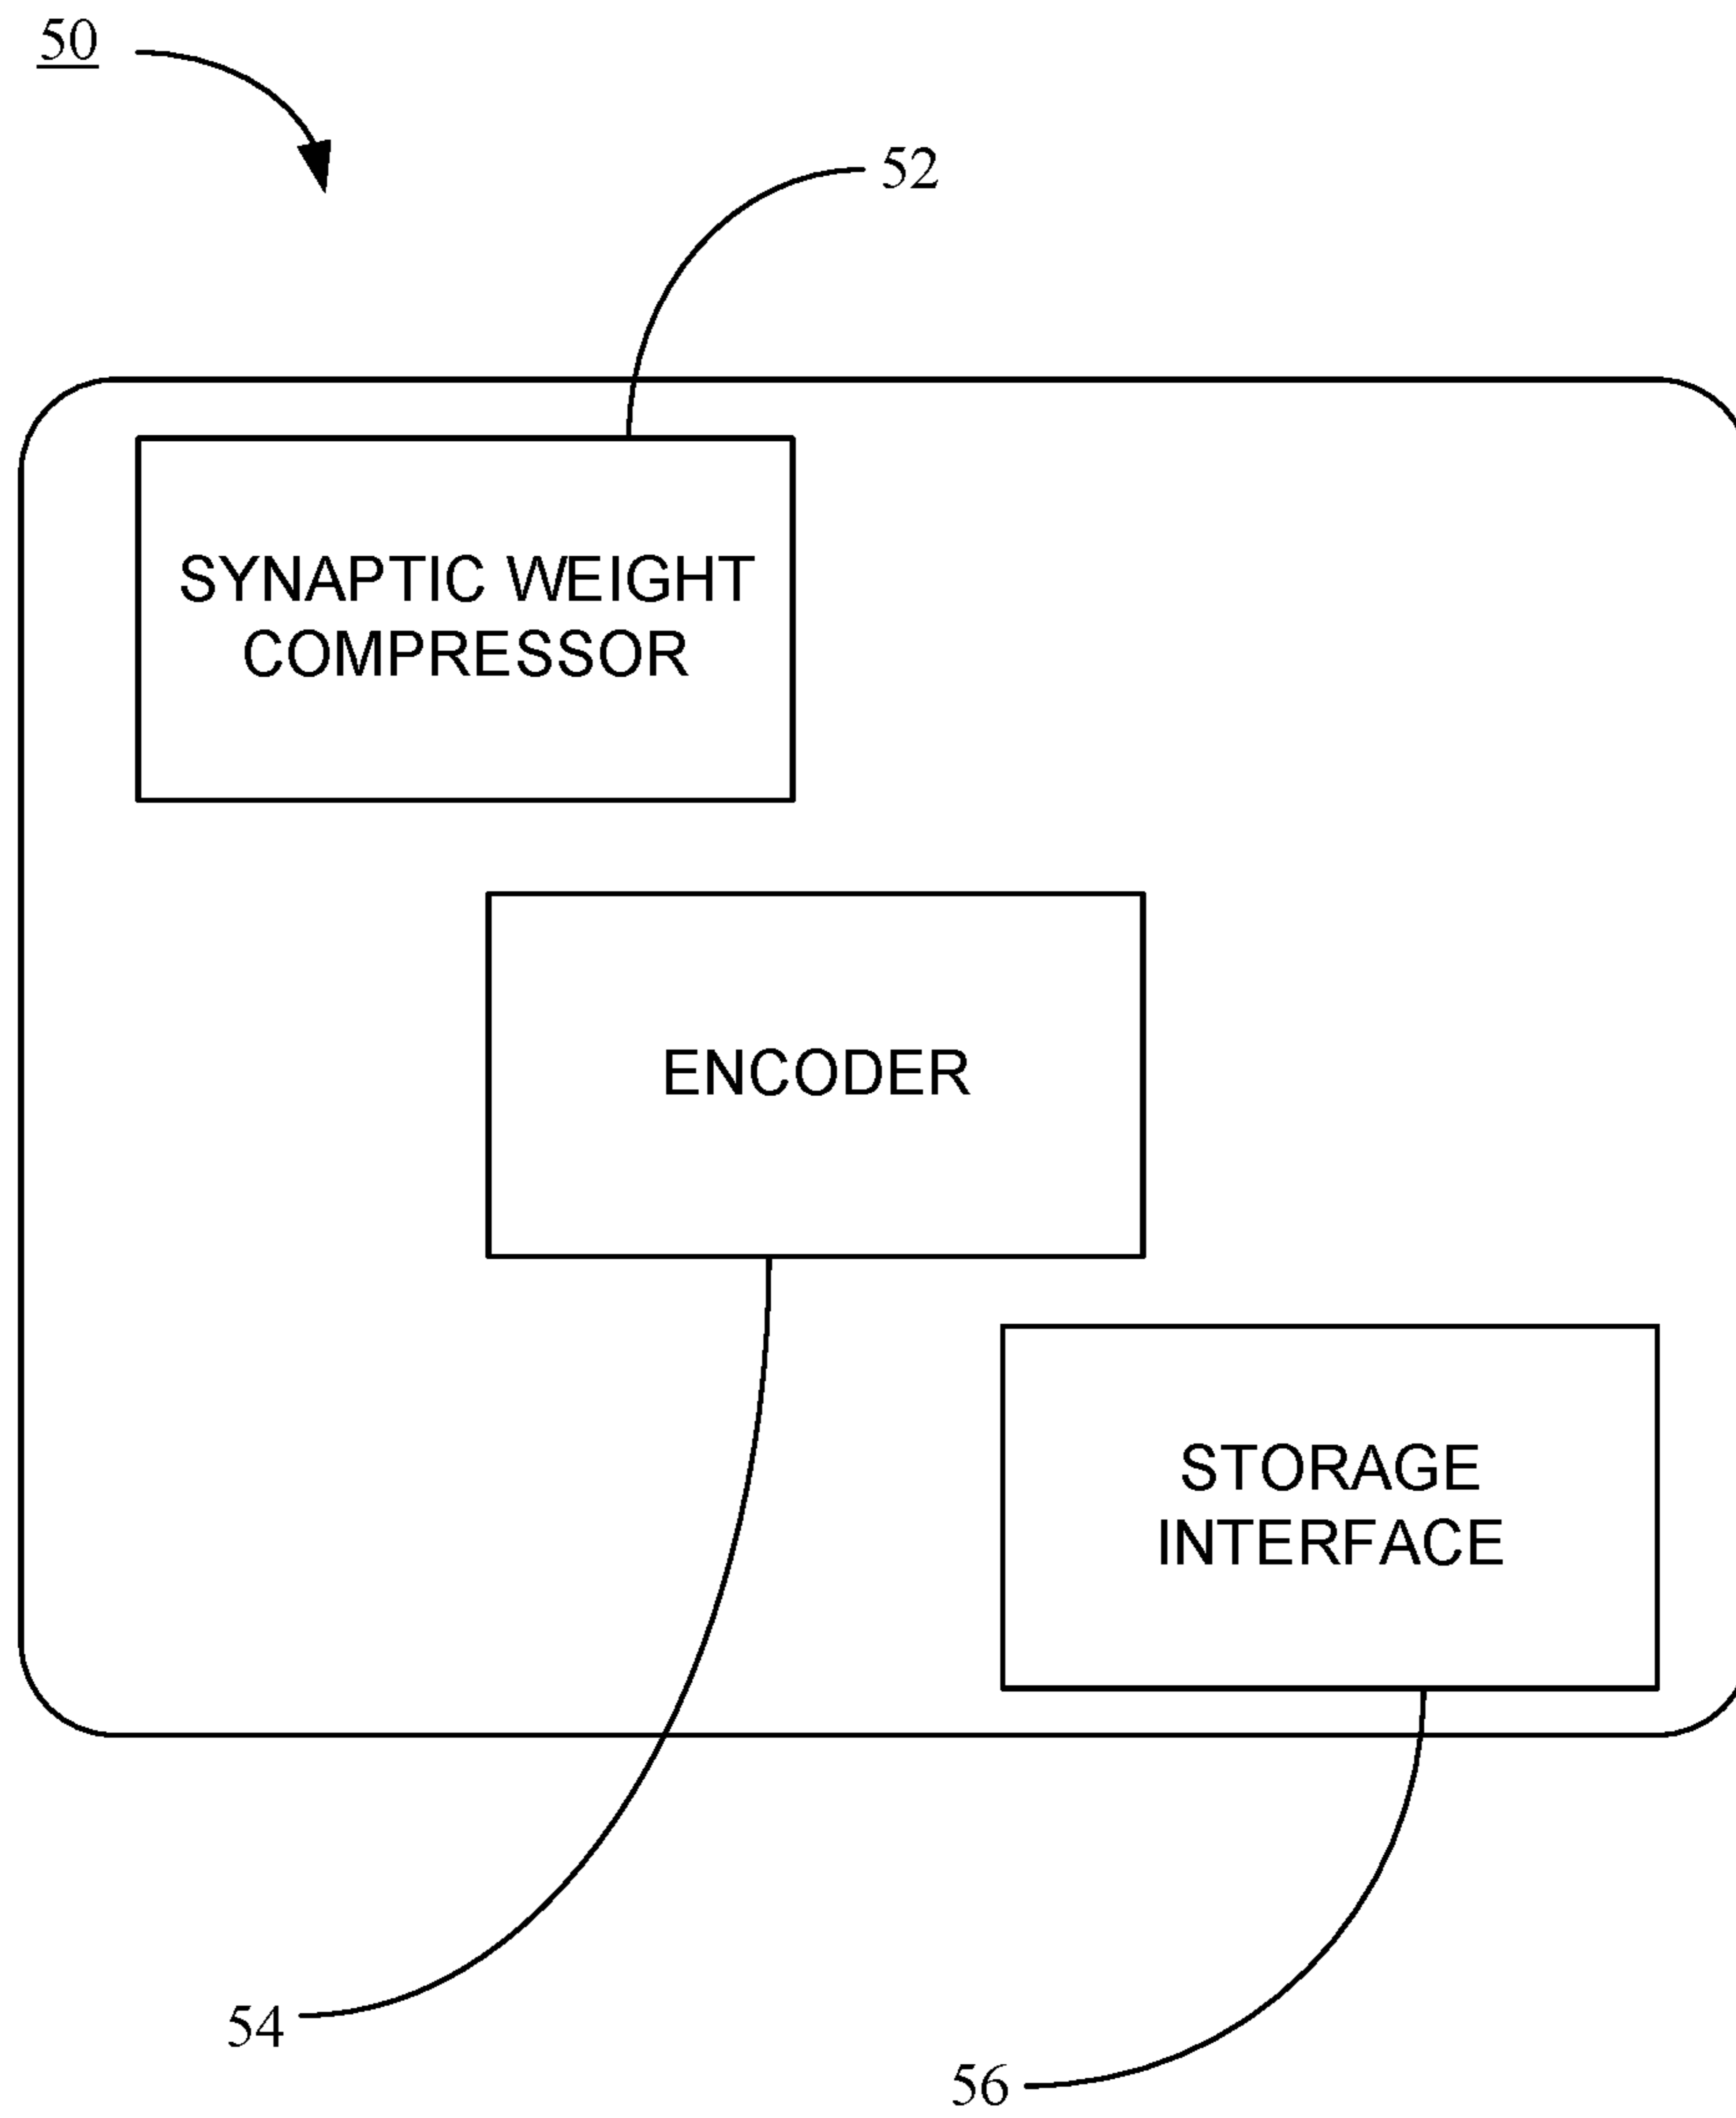 50
52
SYNAPTIC WEIGHT
COMPRESSOR
ENCODER
STORAGE
INTERFACE
54
56